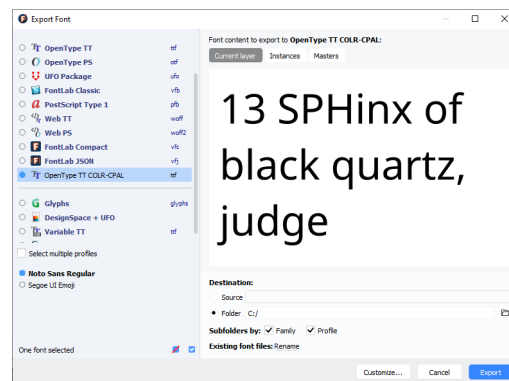 Export Font
OpenType TT ttf
OpenType PS otf
UFO Package ufo
FontLab Classic vfb
PostScript Type 1 pfb
Web TT woff
Web PS woff2
FontLab Compact vfc
FontLab JSON vfj
OpenType TT COLR-CPAL ttf
Glyphs glyphs
DesignSpace + UFO
Variable TT ttf
Select multiple profiles
Noto Sans Regular
Segoe UI Emoji
One font selected
Font content to export to OpenType TT COLR-CPAL:
Current layer Instances Masters
13 SPHinx of
black quartz,
judge
Destination:
Source
Folder C:/
Subfolders by: Family Profile
Existing font files: Rename
Customize... Cancel Export